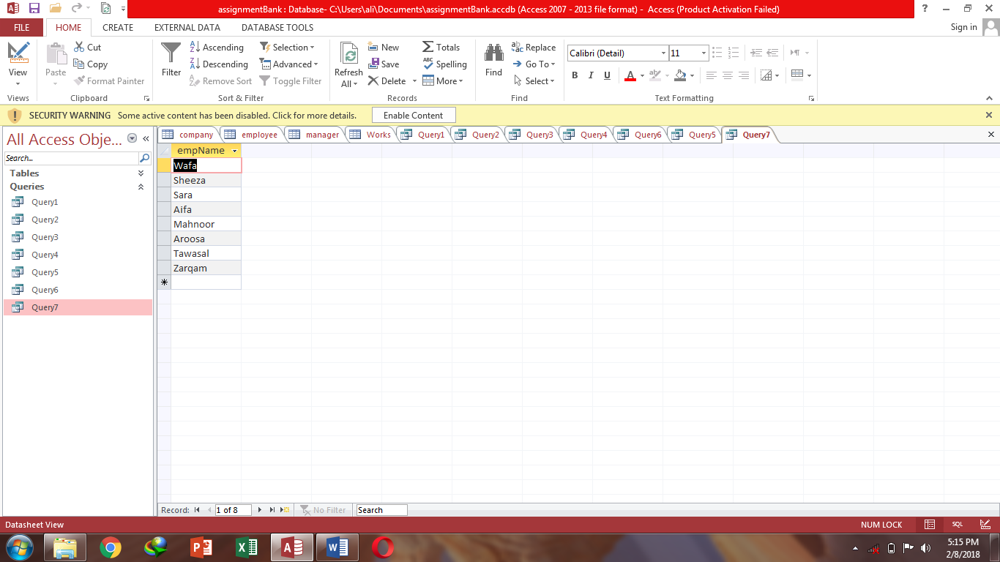 assignmentBank : Database- C:\Users\ali\Documents\assignmentBank.accdb (Access 2007 - 2013 file format) - Access (Product Activation Failed)
FILE HOME CREATE EXTERNAL DATA DATABASE TOOLS Sign in
View
Views
Paste
Cut
Copy
Format Painter
Clipboard
Filter
Ascending
Descending
Remove Sort
Selection
Advanced
Toggle Filter
Sort & Filter
Refresh
All
New
Save
Delete
Totals
Spelling
More
Records
Find
Replace
Go To
Select
Find
Calibri (Detail) 11
B I U A
Text Formatting
SECURITY WARNING Some active content has been disabled. Click for more details. Enable Content
All Access Obje...
Search...
Tables
Queries
Query1
Query2
Query3
Query4
Query5
Query6
Query7
company employee manager Works Query1 Query2 Query3 Query4 Query6 Query5 Query7
empName
Wafa
Sheeza
Sara
Aifa
Mahnoor
Aroosa
Tawasal
Zarqam
Record: 1 of 8 No Filter Search
Datasheet View NUM LOCK SQL
5:15 PM
2/8/2018